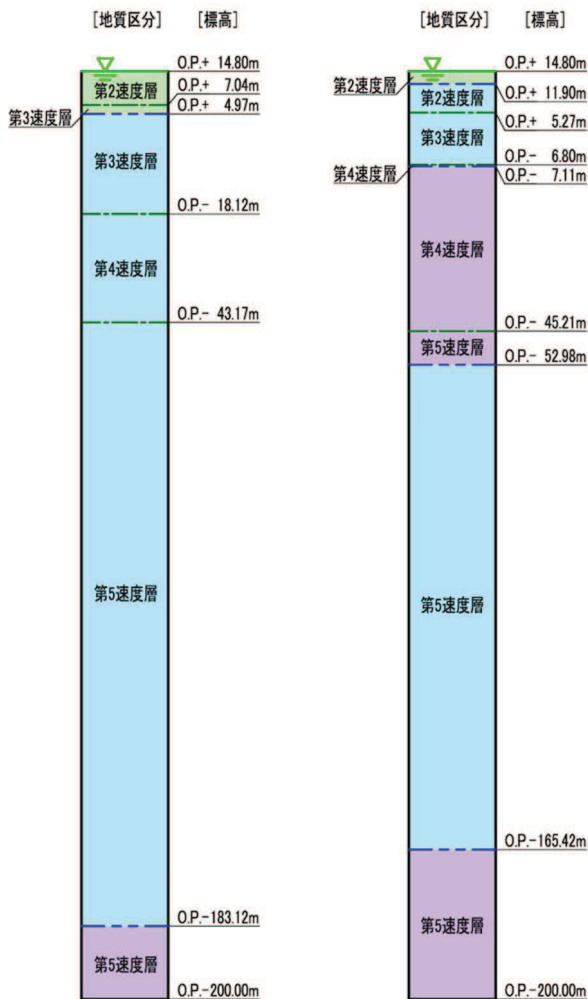 [地質区分] [標高]
O.P.+ 14.80m
第2速度層
O.P.+ 7.04m
O.P.+ 4.97m
第3速度層
第3速度層
O.P.- 18.12m
第4速度層
O.P.- 43.17m
第5速度層
O.P.-183.12m
第5速度層
O.P.-200.00m
[地質区分] [標高]
O.P.+ 14.80m
第2速度層
O.P.+ 11.90m
第2速度層
O.P.+ 5.27m
第3速度層
O.P.- 6.80m
第4速度層
O.P.- 7.11m
第4速度層
O.P.- 45.21m
第5速度層
O.P.- 52.98m
第5速度層
O.P.-165.42m
第5速度層
O.P.-200.00m